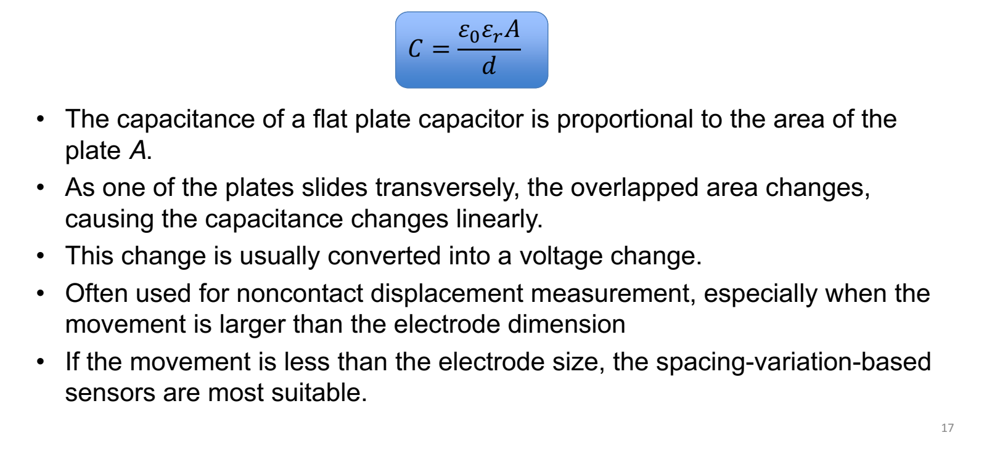 C = ε₀εᵣA / d
• The capacitance of a flat plate capacitor is proportional to the area of the
plate A.
• As one of the plates slides transversely, the overlapped area changes,
causing the capacitance changes linearly.
• This change is usually converted into a voltage change.
• Often used for noncontact displacement measurement, especially when the
movement is larger than the electrode dimension
• If the movement is less than the electrode size, the spacing-variation-based
sensors are most suitable.
17